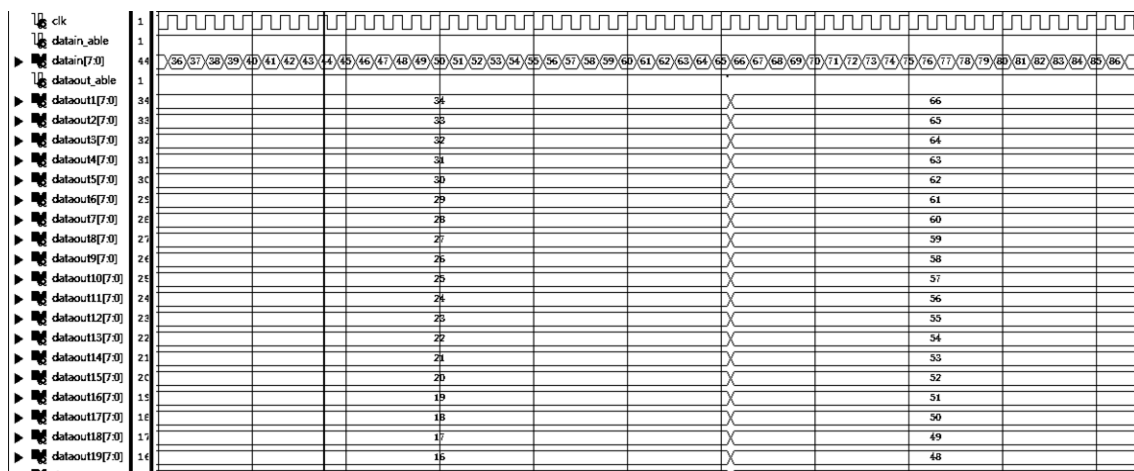 clk 1
datain_able 1
datain[7:0] 44 36 37 38 39 40 41 42 43 44 45 46 47 48 49 50 51 52 53 54 55 56 57 58 59 60 61 62 63 64 65 66 67 68 69 70 71 72 73 74 75 76 77 78 79 80 81 82 83 84 85 86
dataout_able 1
dataout1[7:0] 34 34 66
dataout2[7:0] 33 33 65
dataout3[7:0] 32 32 64
dataout4[7:0] 31 31 63
dataout5[7:0] 30 30 62
dataout6[7:0] 29 29 61
dataout7[7:0] 28 28 60
dataout8[7:0] 27 27 59
dataout9[7:0] 26 26 58
dataout10[7:0] 25 25 57
dataout11[7:0] 24 24 56
dataout12[7:0] 23 23 55
dataout13[7:0] 22 22 54
dataout14[7:0] 21 21 53
dataout15[7:0] 20 20 52
dataout16[7:0] 19 19 51
dataout17[7:0] 18 18 50
dataout18[7:0] 17 17 49
dataout19[7:0] 16 16 48